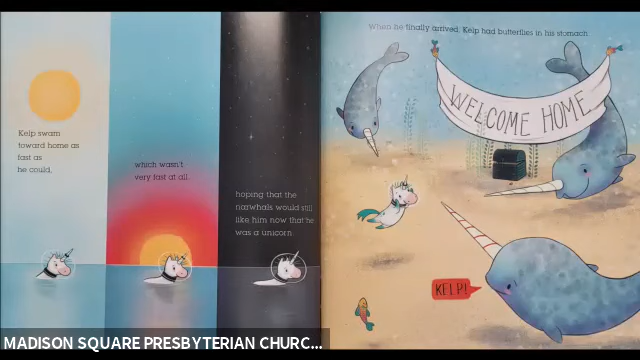 Kelp swam
toward home as
fast as
he could,
which wasn't
very fast at all.
hoping that the
narwhals would still
like him now that he
was a unicorn
When he finally arrived, Kelp had butterflies in his stomach.
WELCOME HOME
KELP!
MADISON SQUARE PRESBYTERIAN CHURC...